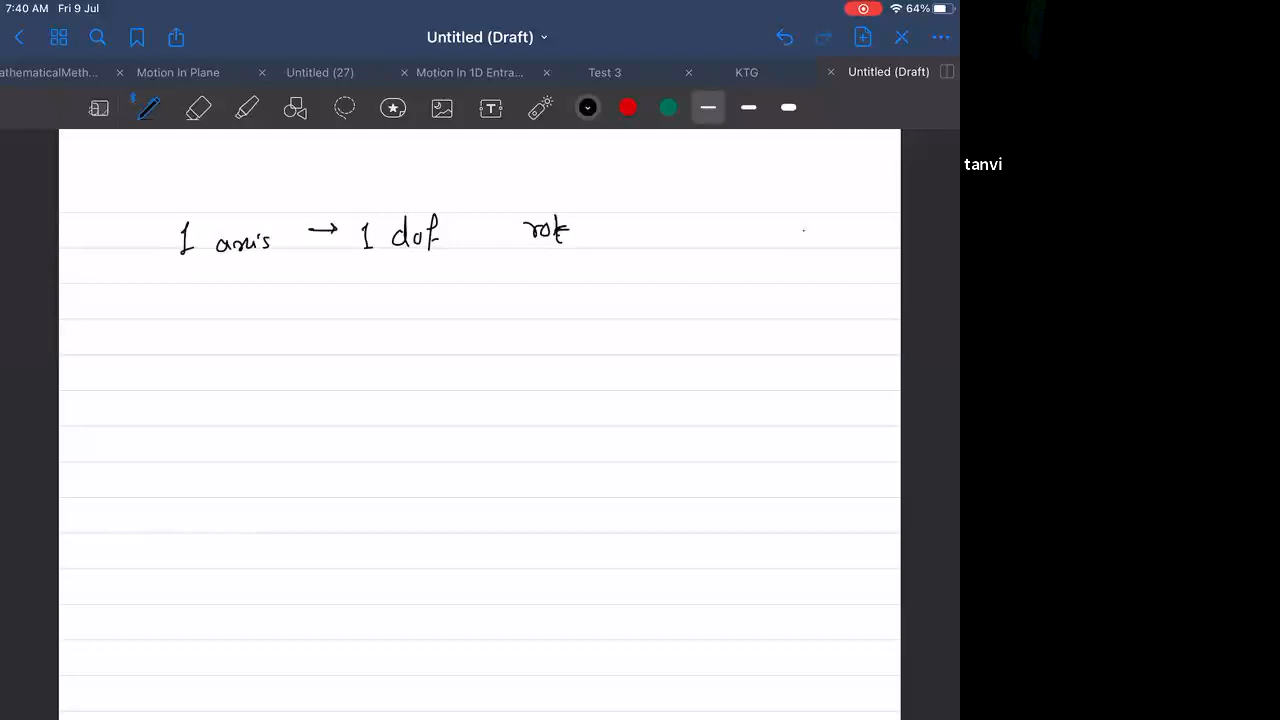 7:40 AM Fri 9 Jul 64%
Untitled (Draft)
athematicalMeth... Motion In Plane Untitled (27) Motion In 1D Entra... Test 3 KTG Untitled (Draft)
tanvi
1 axis → 1 dof rot